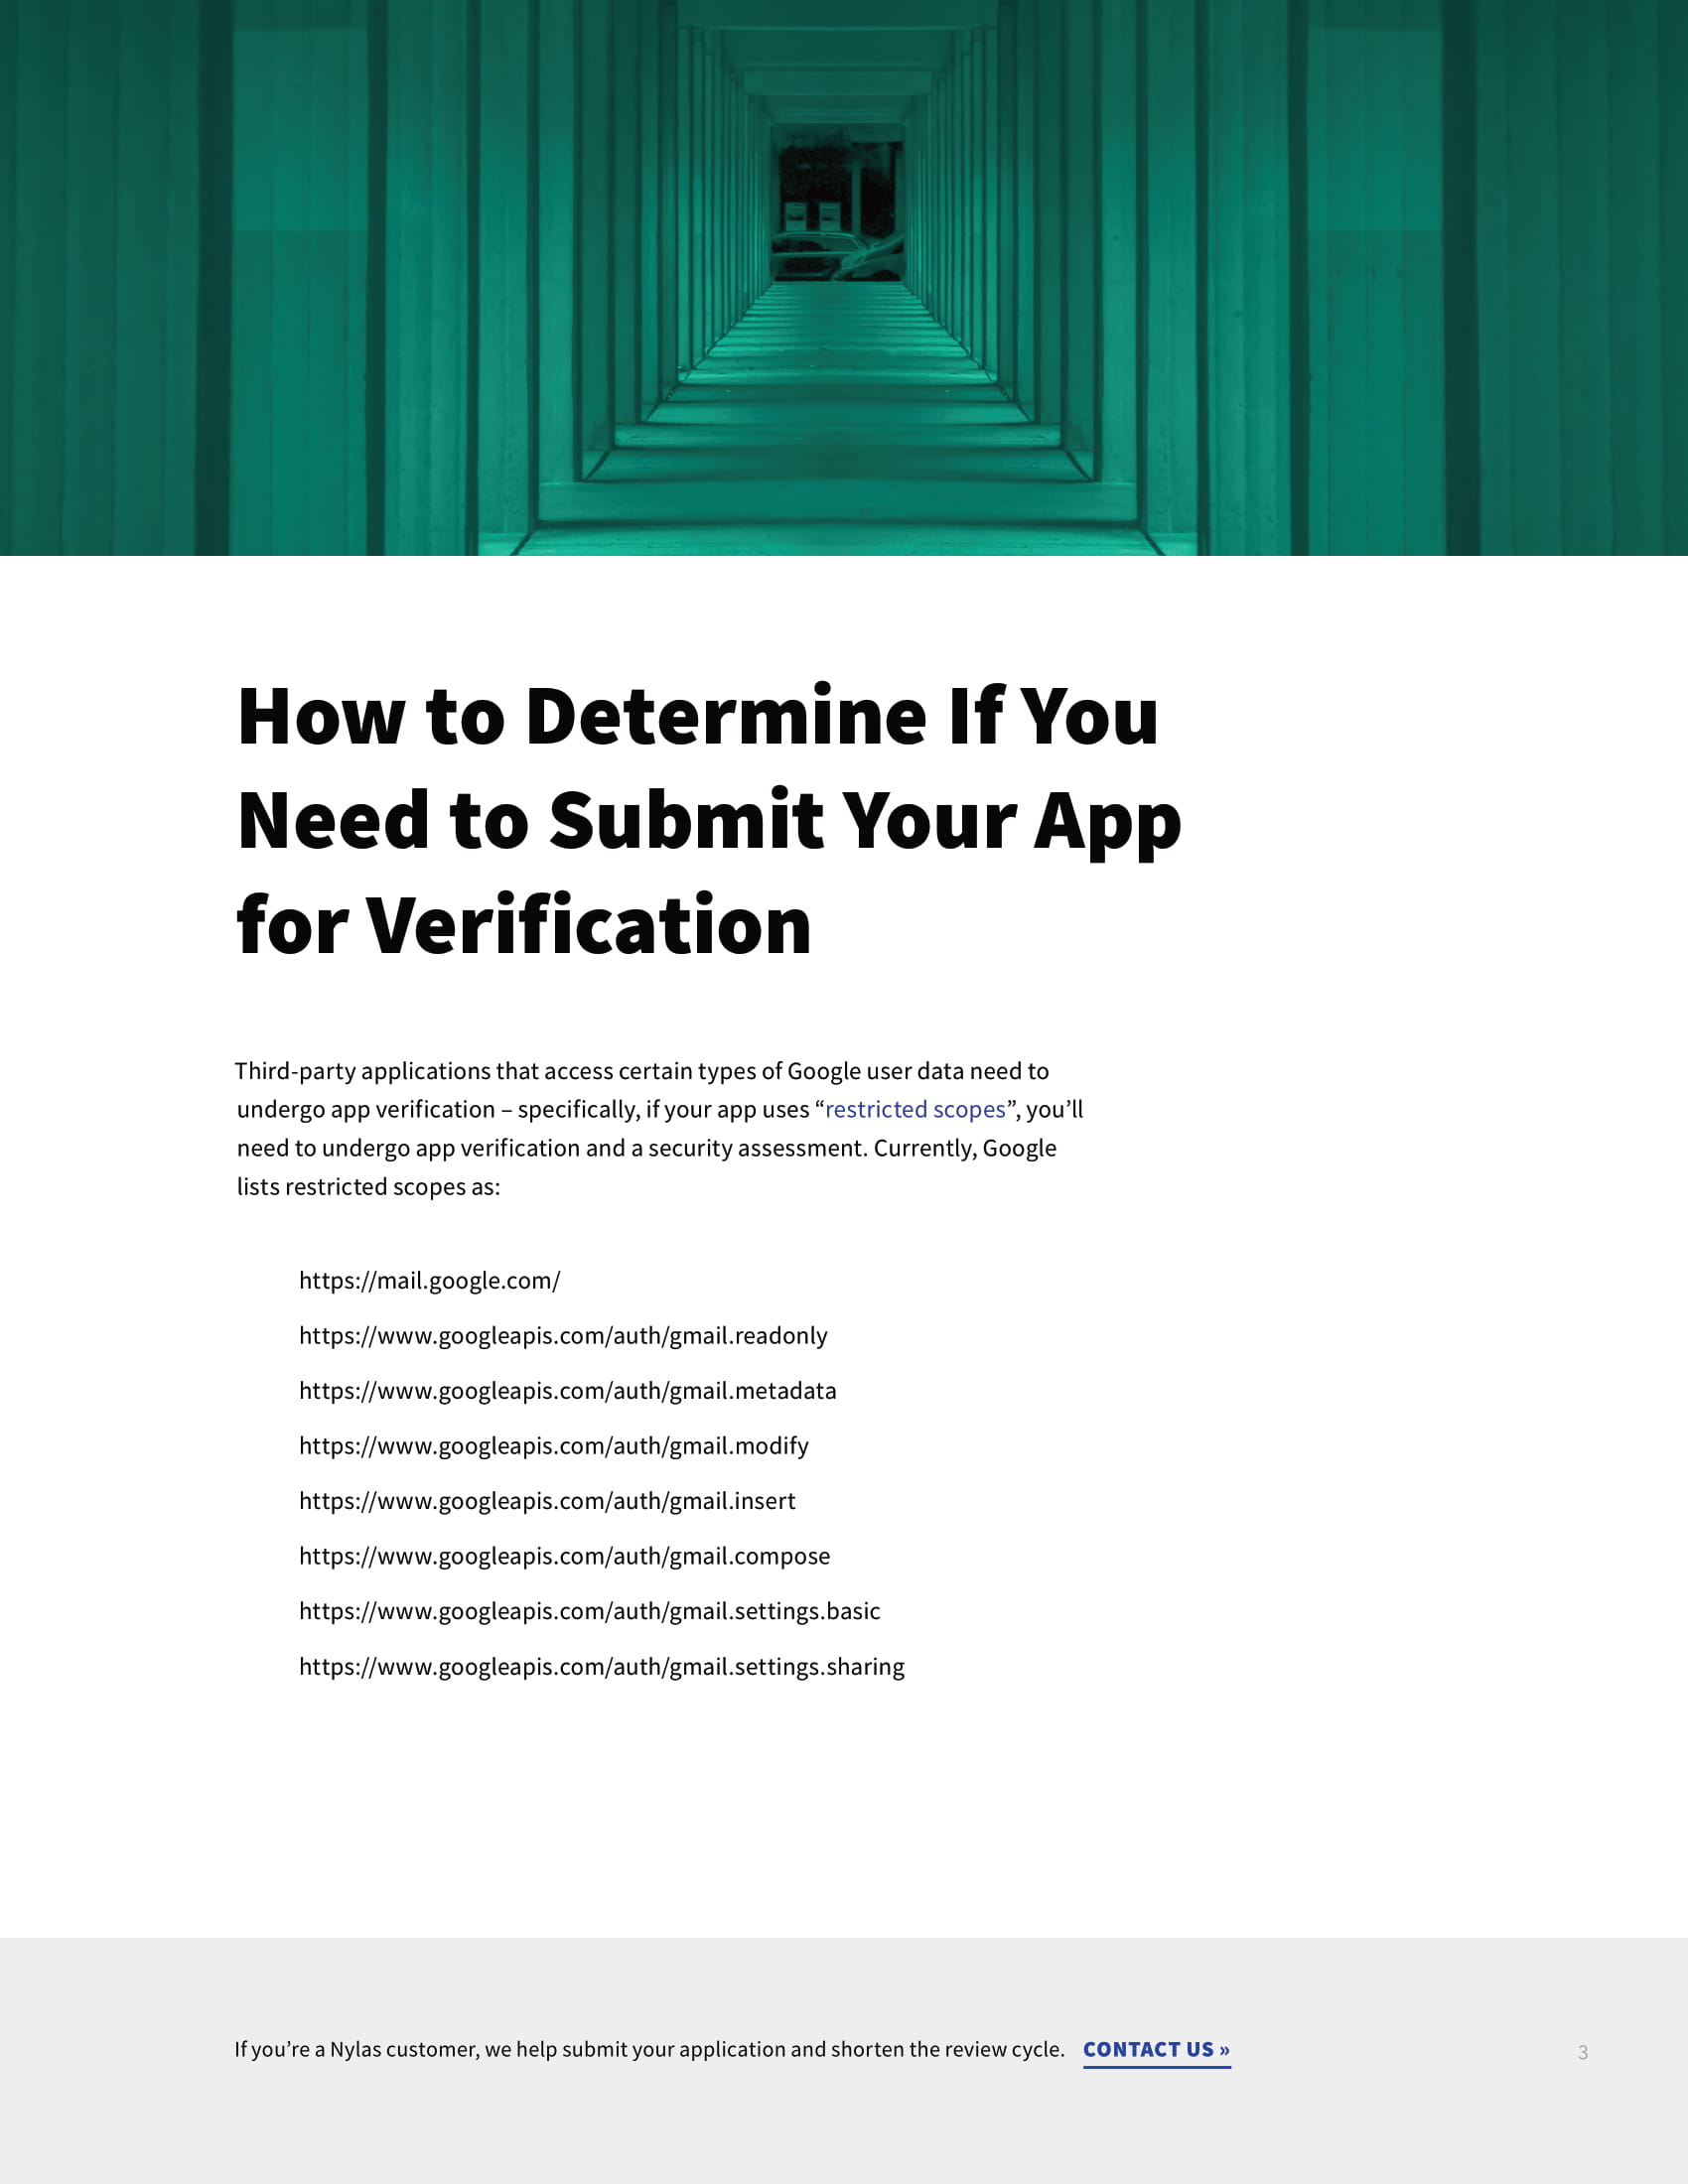 How to Determine If You
Need to Submit Your App
for Verification
Third-party applications that access certain types of Google user data need to
undergo app verification – specifically, if your app uses “restricted scopes”, you’ll
need to undergo app verification and a security assessment. Currently, Google
lists restricted scopes as:
https://mail.google.com/
https://www.googleapis.com/auth/gmail.readonly
https://www.googleapis.com/auth/gmail.metadata
https://www.googleapis.com/auth/gmail.modify
https://www.googleapis.com/auth/gmail.insert
https://www.googleapis.com/auth/gmail.compose
https://www.googleapis.com/auth/gmail.settings.basic
https://www.googleapis.com/auth/gmail.settings.sharing
If you’re a Nylas customer, we help submit your application and shorten the review cycle. CONTACT US »
3